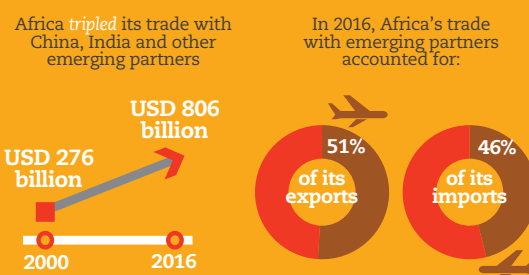 Africa tripled its trade with
China, India and other
emerging partners
USD 806
billion
USD 276
billion
2000
2016
In 2016, Africa's trade
with emerging partners
accounted for:
51%
of its
exports
46%
of its
imports